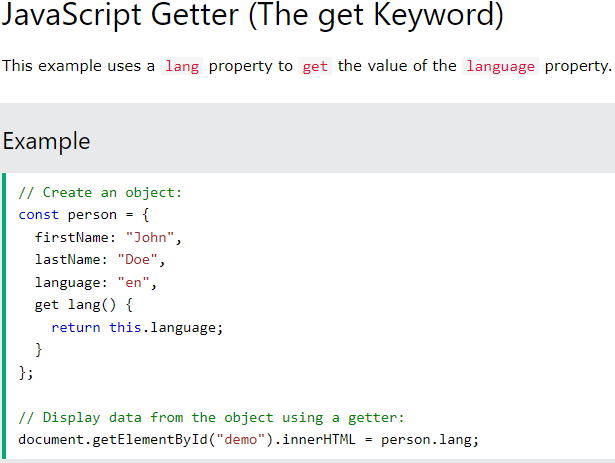 JavaScript Getter (The get Keyword)
This example uses a lang property to get the value of the language property.
Example
// Create an object:
const person = {
  firstName: "John",
  lastName: "Doe",
  language: "en",
  get lang() {
    return this.language;
  }
};

// Display data from the object using a getter:
document.getElementById("demo").innerHTML = person.lang;